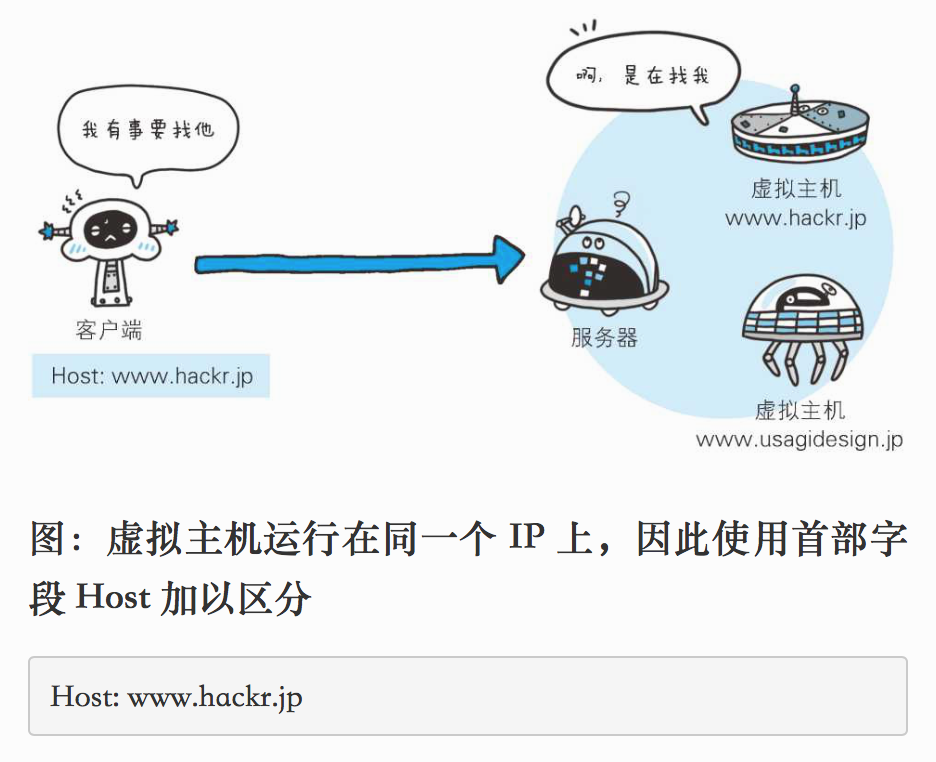 啊，是在找我
我有事要找他
虚拟主机
www.hackr.jp
客户端
服务器
Host: www.hackr.jp
虚拟主机
www.usagidesign.jp
图：虚拟主机运行在同一个 IP 上，因此使用首部字
段 Host 加以区分
Host: www.hackr.jp